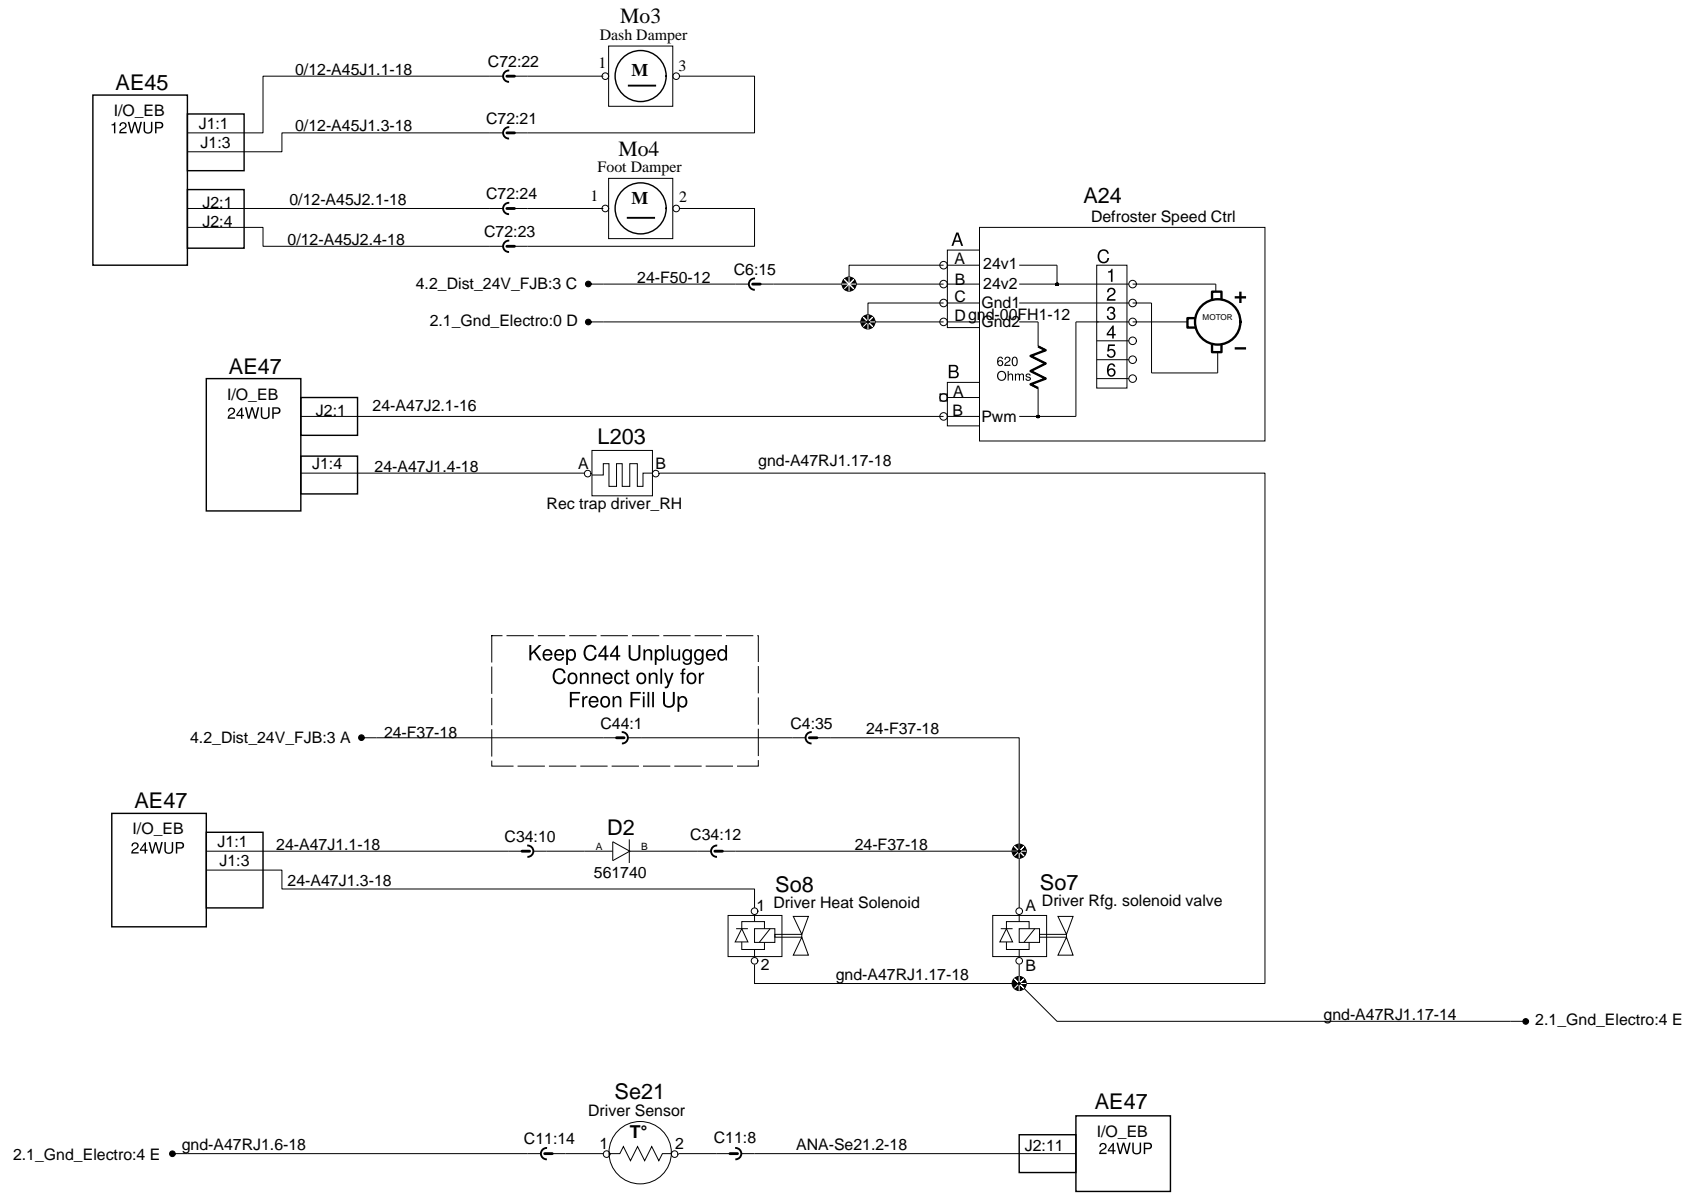 Mo3
Dash Damper
AE45
I/O_EB
12WUP
J1:1
J1:3
J2:1
J2:4
0/12-A45J1.1-18
C72:22
1
M
3
0/12-A45J1.3-18
C72:21
Mo4
Foot Damper
0/12-A45J2.1-18
C72:24
1
M
2
0/12-A45J2.4-18
C72:23
A24
Defroster Speed Ctrl
4.2_Dist_24V_FJB:3 C
24-F50-12
C6:15
2.1_Gnd_Electro:0 D
A
A
B
C
D
24v1
24v2
Gnd1
gnd-00FH1-12
Gnd2
620
Ohms
B
A
B
Pwm
C
1
2
3
4
5
6
MOTOR
+
–
AE47
I/O_EB
24WUP
J2:1
J1:4
24-A47J2.1-16
24-A47J1.4-18
L203
A
B
Rec trap driver_RH
gnd-A47RJ1.17-18
Keep C44 Unplugged
Connect only for
Freon Fill Up
4.2_Dist_24V_FJB:3 A
24-F37-18
C44:1
C4:35
24-F37-18
AE47
I/O_EB
24WUP
J1:1
J1:3
24-A47J1.1-18
C34:10
D2
A
B
561740
C34:12
24-F37-18
24-A47J1.3-18
So8
Driver Heat Solenoid
1
2
So7
Driver Rfg. solenoid valve
A
B
gnd-A47RJ1.17-18
gnd-A47RJ1.17-14
2.1_Gnd_Electro:4 E
Se21
Driver Sensor
2.1_Gnd_Electro:4 E
gnd-A47RJ1.6-18
C11:14
1
T°
2
C11:8
ANA-Se21.2-18
AE47
J2:11
I/O_EB
24WUP